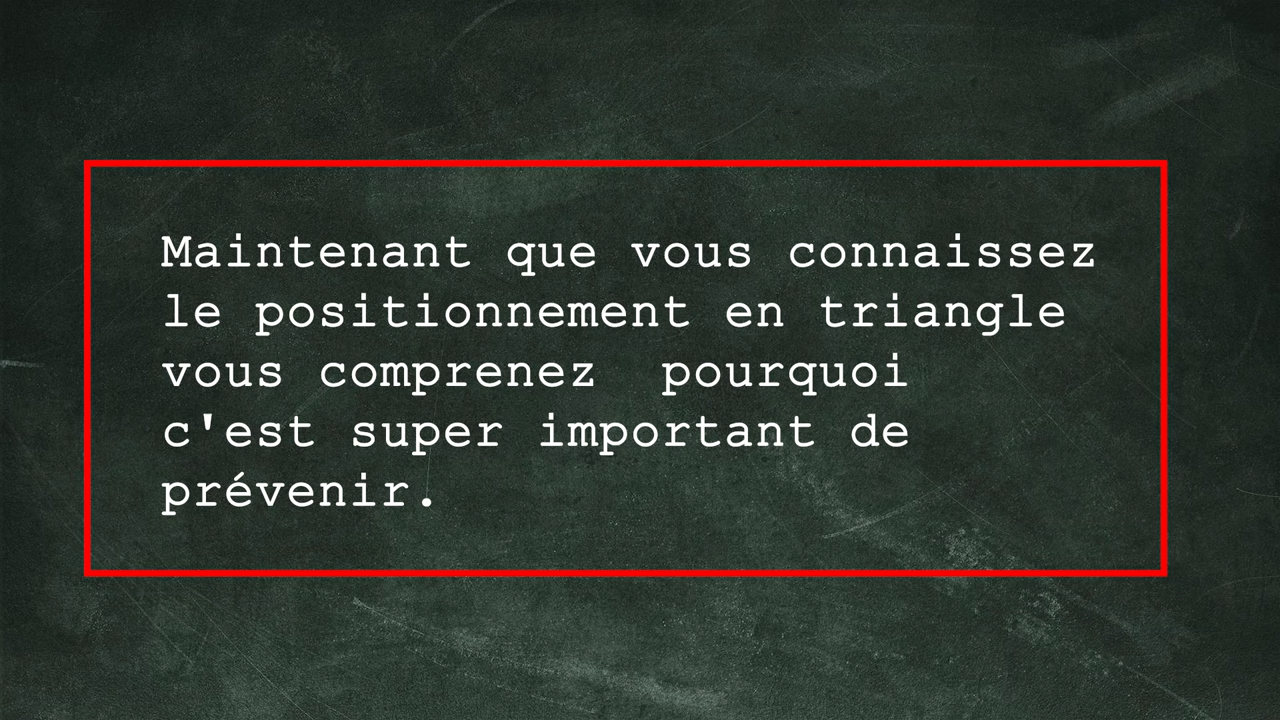 Maintenant que vous connaissez
le positionnement en triangle
vous comprenez  pourquoi
c'est super important de
prévenir.